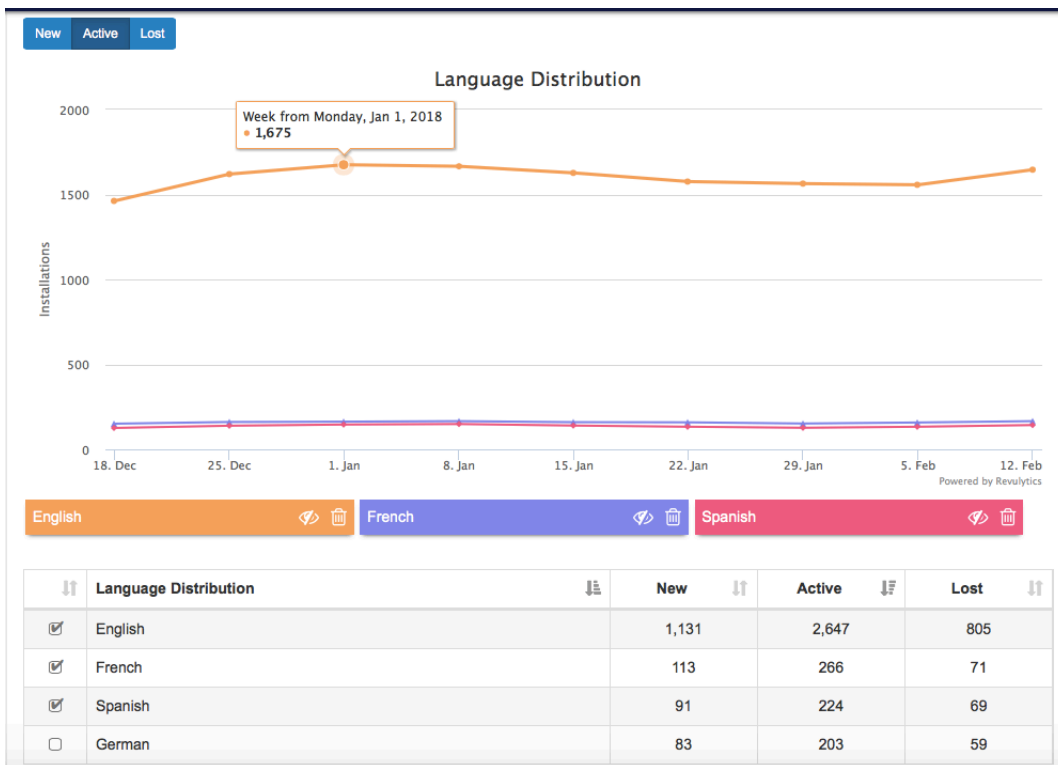 New Active Lost
Language Distribution
Week from Monday, Jan 1, 2018
1,675
2000
1500
1000
500
0
Installations
18. Dec 25. Dec 1. Jan 8. Jan 15. Jan 22. Jan 29. Jan 5. Feb 12. Feb
Powered by Revulytics
English French Spanish
Language Distribution New Active Lost
English 1,131 2,647 805
French 113 266 71
Spanish 91 224 69
German 83 203 59